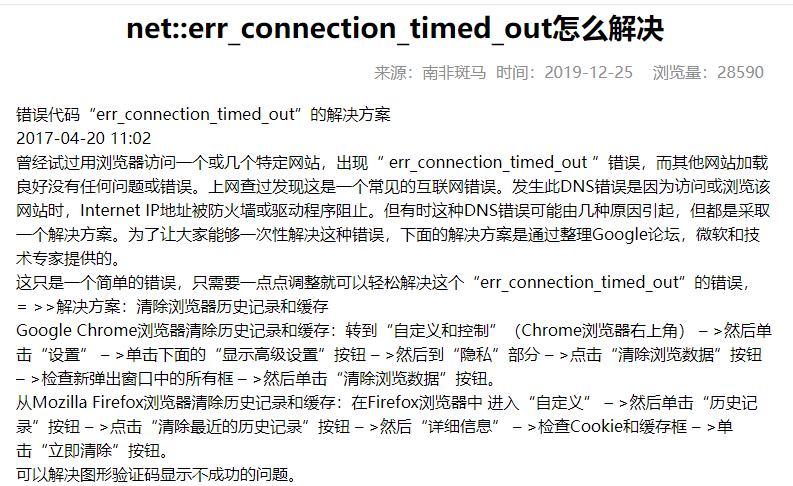 net::err_connection_timed_out怎么解决
来源：南非斑马 时间：2019-12-25 浏览量：28590
错误代码“err_connection_timed_out”的解决方案
2017-04-20 11:02
曾经试过用浏览器访问一个或几个特定网站，出现“ err_connection_timed_out ”错误，而其他网站加载
良好没有任何问题或错误。上网查过发现这是一个常见的互联网错误。发生此DNS错误是因为访问或浏览该
网站时，Internet IP地址被防火墙或驱动程序阻止。但有时这种DNS错误可能由几种原因引起，但都是采取
一个解决方案。为了让大家能够一次性解决这种错误，下面的解决方案是通过整理Google论坛，微软和技
术专家提供的。
这只是一个简单的错误，只需要一点点调整就可以轻松解决这个“err_connection_timed_out”的错误，
= >>解决方案：清除浏览器历史记录和缓存
Google Chrome浏览器清除历史记录和缓存：转到“自定义和控制”（Chrome浏览器右上角） – >然后单
击“设置” – >单击下面的“显示高级设置”按钮 – >然后到“隐私”部分 – >点击“清除浏览数据”按钮
– >检查新弹出窗口中的所有框 – >然后单击“清除浏览数据”按钮。
从Mozilla Firefox浏览器清除历史记录和缓存：在Firefox浏览器中 进入“自定义” – >然后单击“历史记
录”按钮 – >点击“清除最近的历史记录”按钮 – >然后“详细信息” – >检查Cookie和缓存框 – >单
击“立即清除”按钮。
可以解决图形验证码显示不成功的问题。